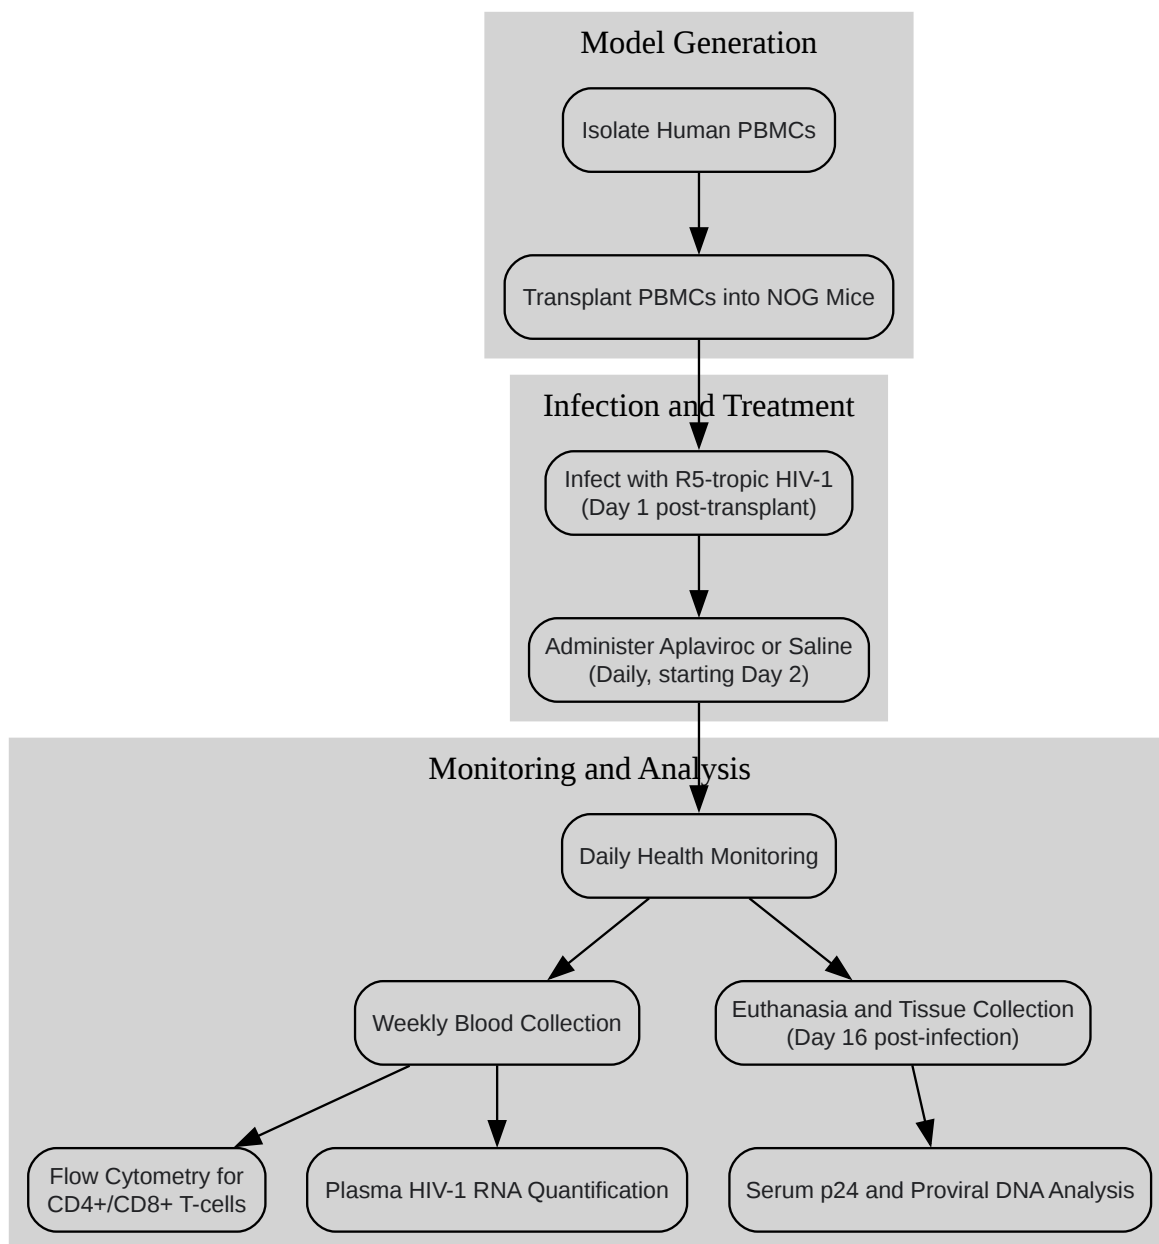 Model Generation
Isolate Human PBMCs
Transplant PBMCs into NOG Mice
Infection and Treatment
Infect with R5-tropic HIV-1
(Day 1 post-transplant)
Administer Aplaviroc or Saline
(Daily, starting Day 2)
Monitoring and Analysis
Daily Health Monitoring
Weekly Blood Collection
Euthanasia and Tissue Collection
(Day 16 post-infection)
Flow Cytometry for
CD4+/CD8+ T-cells
Plasma HIV-1 RNA Quantification
Serum p24 and Proviral DNA Analysis